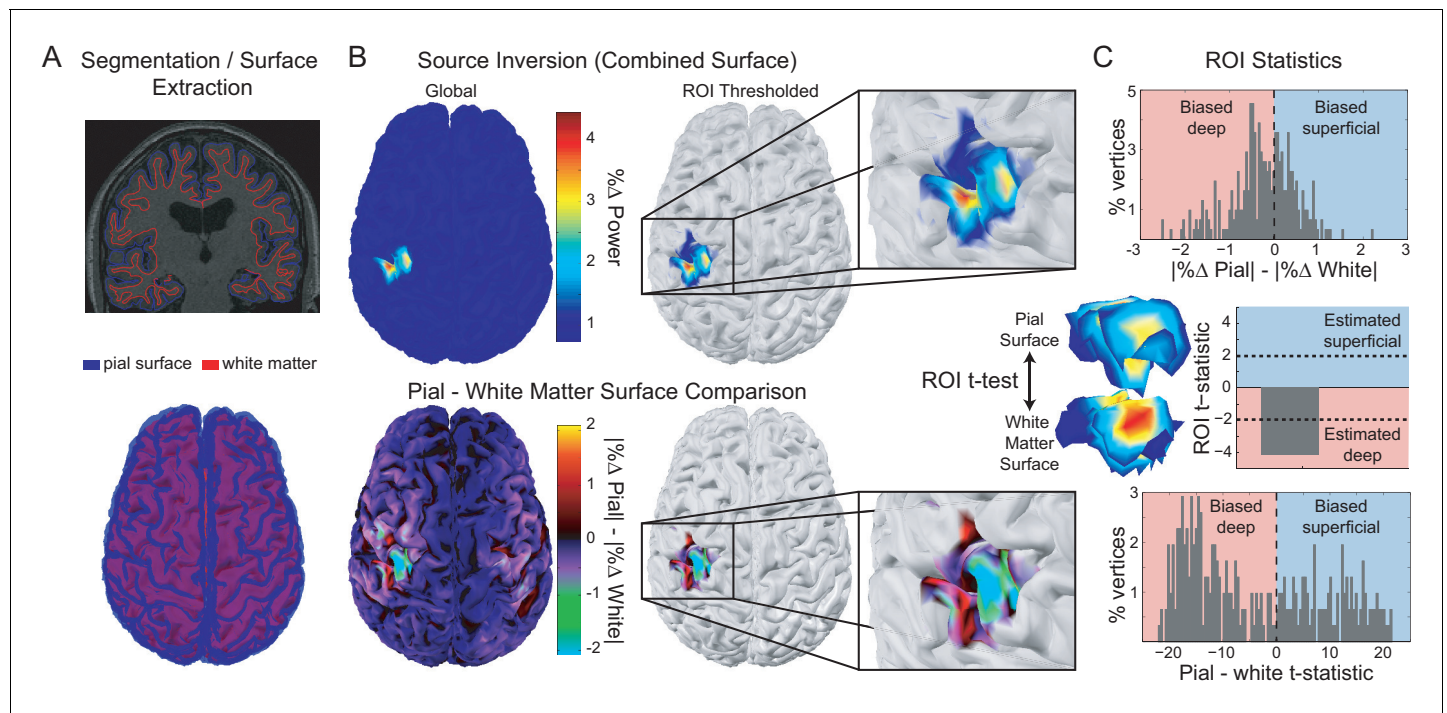 A
Segmentation / Surface
Extraction
pial surface
white matter
B
Source Inversion (Combined Surface)
Global
ROI Thresholded
4
3
2
1
%Δ Power
Pial - White Matter Surface Comparison
2
1
0
-1
-2
|%Δ Pial| - |%Δ White|
C
ROI Statistics
5
3
1
% vertices
Biased
deep
Biased
superficial
-3
−2
−1
0
1
2
3
|%Δ Pial| - |%Δ White|
Pial
Surface
ROI t-test
White
Matter
Surface
4
2
0
−2
−4
ROI t−statistic
Estimated
superficial
Estimated
deep
3
2
1
% vertices
Biased
deep
Biased
superficial
−20
−10
0
10
20
Pial - white t-statistic